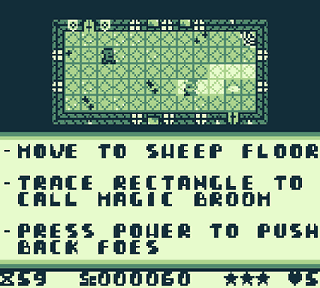 - MOVE TO SWEEP FLOOR
- TRACE RECTANGLE TO
CALL MAGIC BROOM
- PRESS POWER TO PUSH
BACK FOES
59 S:000060 ★★★ ♥5